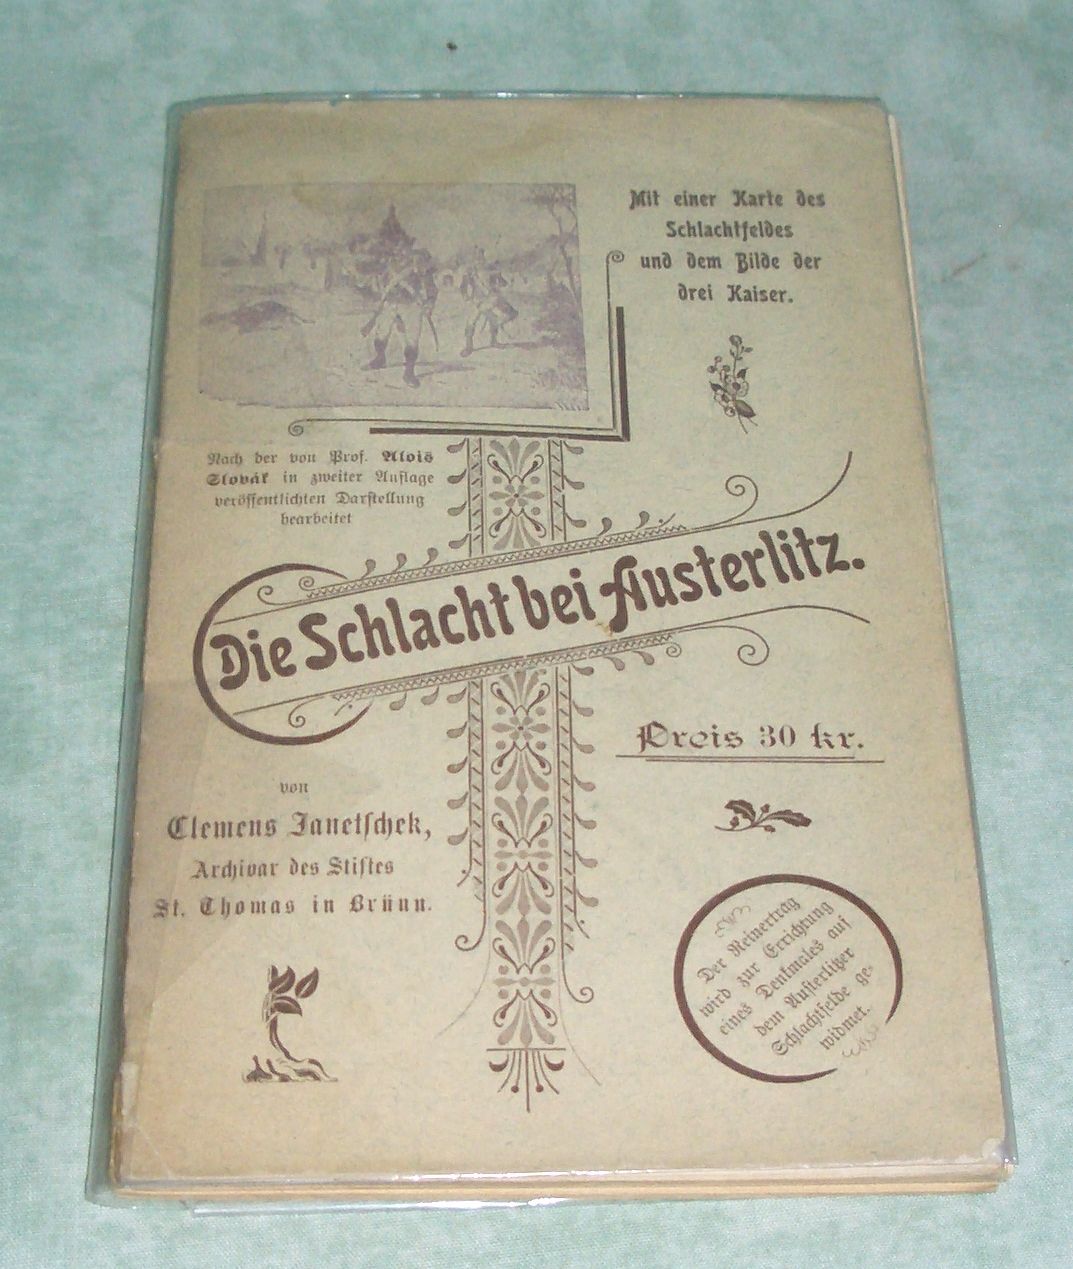 Mit einer Karte des
Schlachtfeldes
und dem Bilde der
drei Kaiser.
Nach der von Prof. Alois
Slovák in zweiter Auflage
veröffentlichten Darstellung
bearbeitet
Die Schlacht bei Austerlitz.
Preis 30 kr.
von
Clemens Janetschek,
Archivar des Stiftes
St. Thomas in Brünn.
Der Reinertrag
wird zur Errichtung
eines Denkmales auf
dem Austerlitzer
Schlachtfelde ge-
widmet.